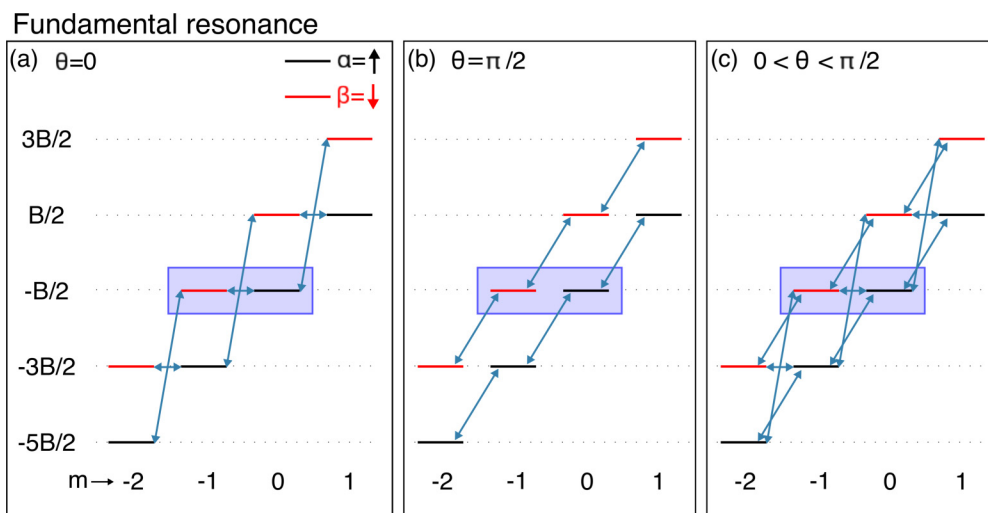 Fundamental resonance
(a) θ=0
α=↑
β=↓
(b) θ=π/2
(c) 0 < θ < π/2
3B/2
B/2
-B/2
-3B/2
-5B/2
m→ -2 -1 0 1
-2 -1 0 1
-2 -1 0 1